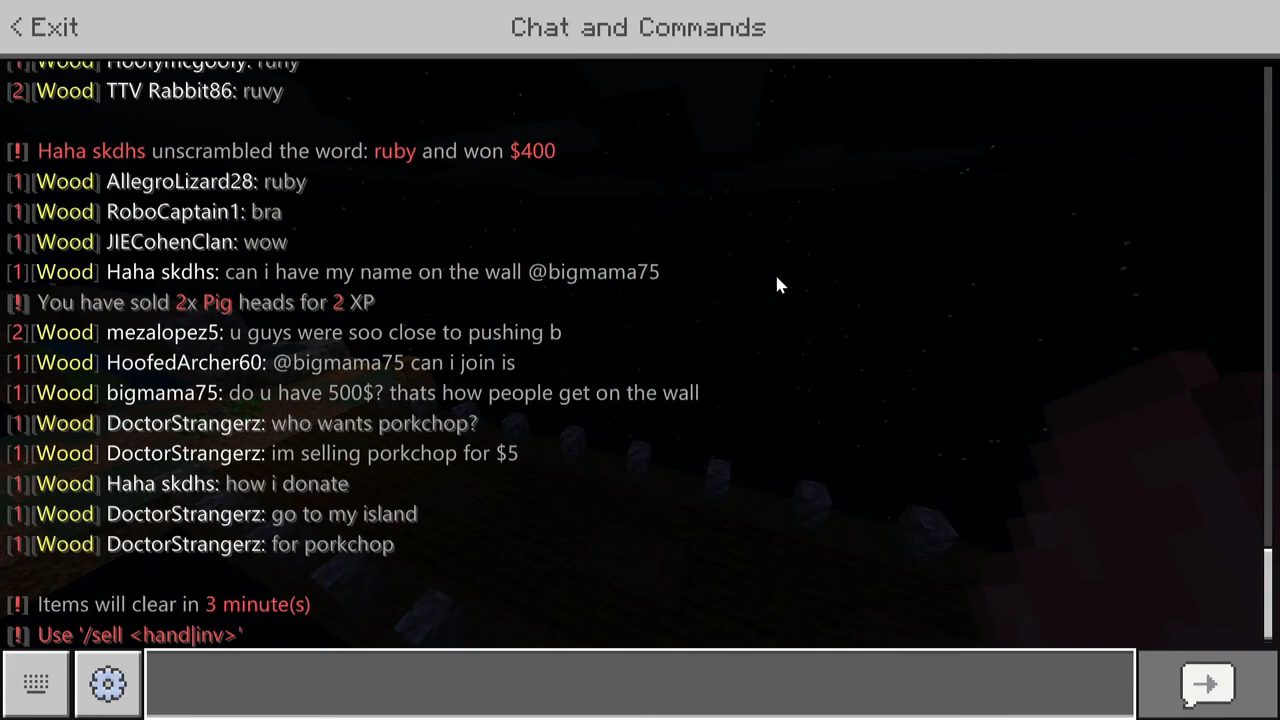 < Exit
Chat and Commands
[1][Wood] Hoofymcgoofy: ruhy
[2][Wood] TTV Rabbit86: ruvy
[!] Haha skdhs unscrambled the word: ruby and won $400
[1][Wood] AllegroLizard28: ruby
[1][Wood] RoboCaptain1: bra
[1][Wood] JIECohenClan: wow
[1][Wood] Haha skdhs: can i have my name on the wall @bigmama75
[!] You have sold 2x Pig heads for 2 XP
[2][Wood] mezalopez5: u guys were soo close to pushing b
[1][Wood] HoofedArcher60: @bigmama75 can i join is
[1][Wood] bigmama75: do u have 500$? thats how people get on the wall
[1][Wood] DoctorStrangerz: who wants porkchop?
[1][Wood] DoctorStrangerz: im selling porkchop for $5
[1][Wood] Haha skdhs: how i donate
[1][Wood] DoctorStrangerz: go to my island
[1][Wood] DoctorStrangerz: for porkchop
[!] Items will clear in 3 minute(s)
[!] Use '/sell <hand|inv>'